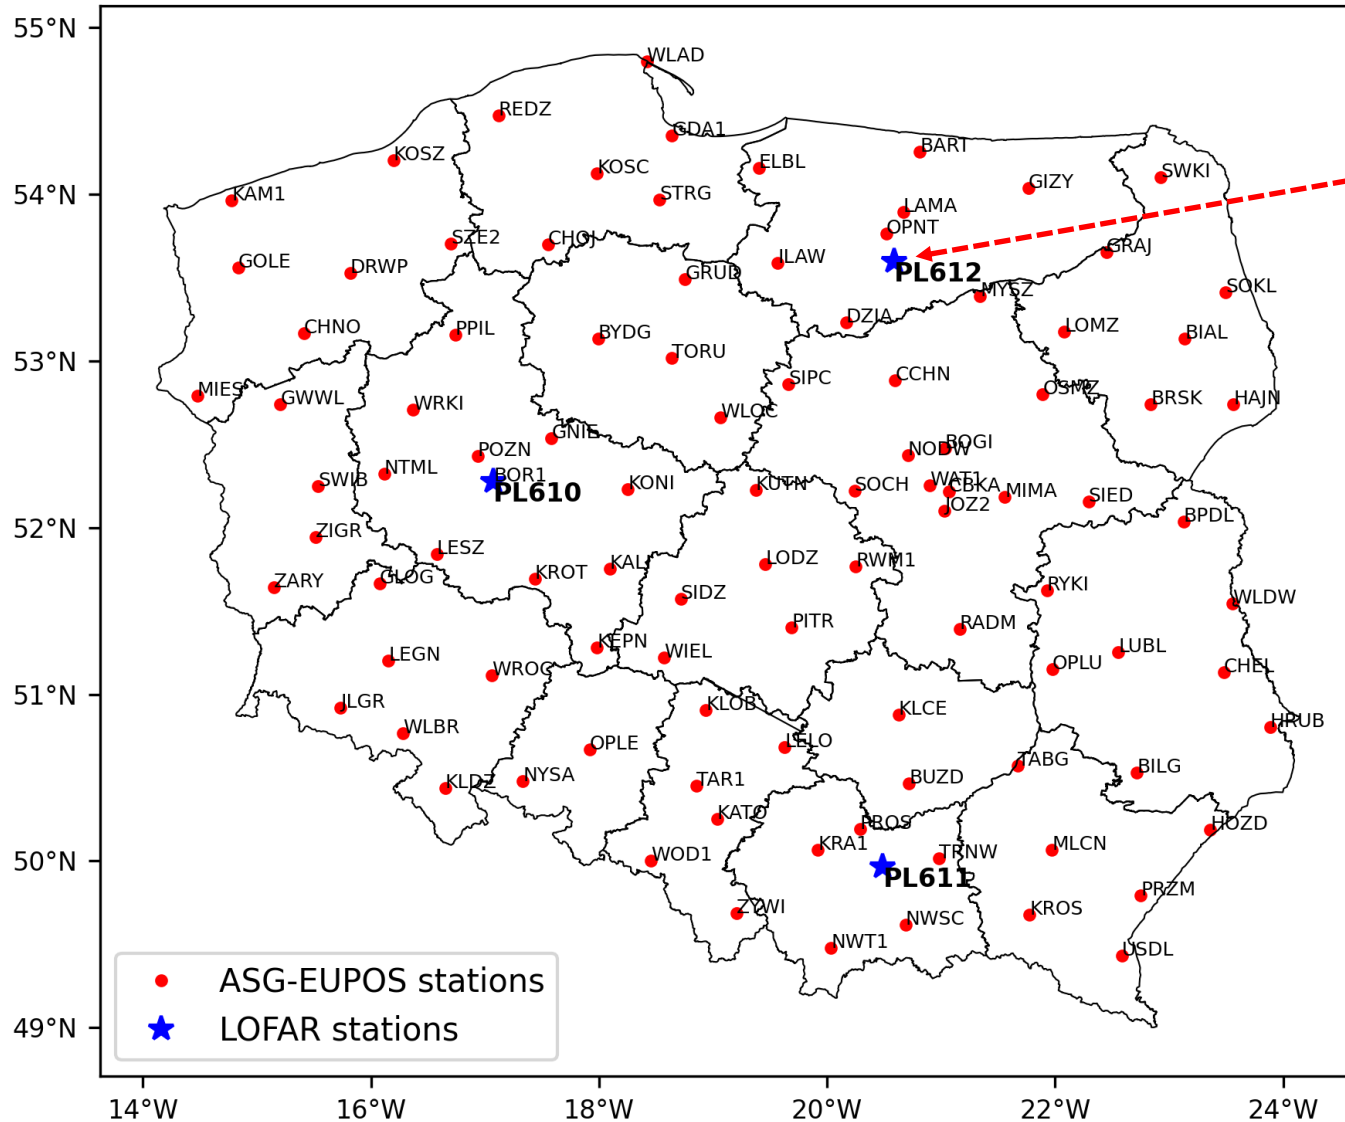 55°N
WLAD
REDZ
GDA1
KOSZ
KOSC
ELBL
BART
SWKI
54°N
KAM1
STRG
LAMA
GIZY
OPNT
SZE2
CHOJ
GRAJ
GOLE
DRWP
GRUD
ILAW
PL612
MYSZ
SOKL
CHNO
PPIL
BYDG
DZIA
LOMZ
BIAL
53°N
TORU
MIES
GWWL
WRKI
WLOC
SIPC
CCHN
OSMZ
BRSK
HAJN
GNIE
POZN
BOGI
NODW
SWIB
NTML
BOR1
PL610
KONI
KUTN
SOCH
WAT1
CBKA
MIMA
SIED
JOZ2
BPDL
52°N
ZIGR
LESZ
ZARY
GLOG
KROT
KALI
LODZ
RWM1
RYKI
SIDZ
WLDW
PITR
RADM
LEGN
WROC
KEPN
WIEL
OPLU
LUBL
CHEL
51°N
JLGR
WLBR
KLOB
KLCE
HRUB
OPLE
LELO
TABG
KLDZ
NYSA
TAR1
BUZD
BILG
KATO
PROS
HOZD
50°N
WOD1
KRA1
TRNW
MLCN
PL611
ZYWI
NWSC
KROS
PRZM
NWT1
USDL
49°N
ASG-EUPOS stations
LOFAR stations
14°W 16°W 18°W 20°W 22°W 24°W